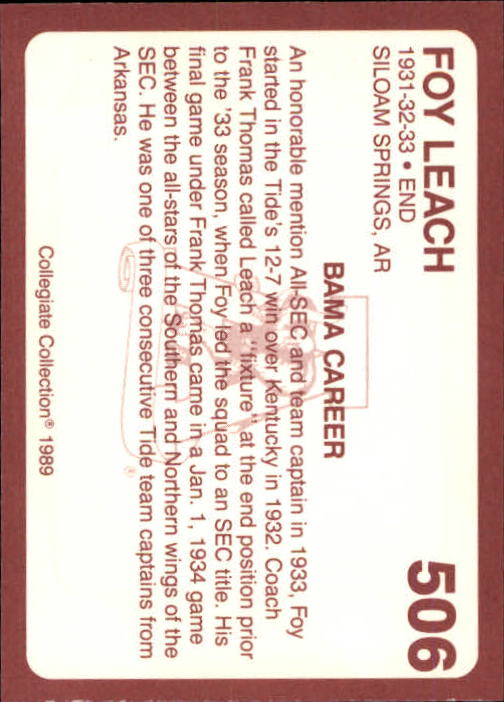 FOY LEACH 506
1931-32-33 • END
SILOAM SPRINGS, AR
BAMA CAREER
An honorable mention All-SEC and team captain in 1933, Foy
started in the Tide's 12-7 win over Kentucky in 1932. Coach
Frank Thomas called Leach a "fixture" at the end position prior
to the '33 season, when Foy led the squad to an SEC title. His
final game under Frank Thomas came in a Jan. 1, 1934 game
between the all-stars of the Southern and Northern wings of the
SEC. He was one of three consecutive Tide team captains from
Arkansas.
Collegiate Collection® 1989